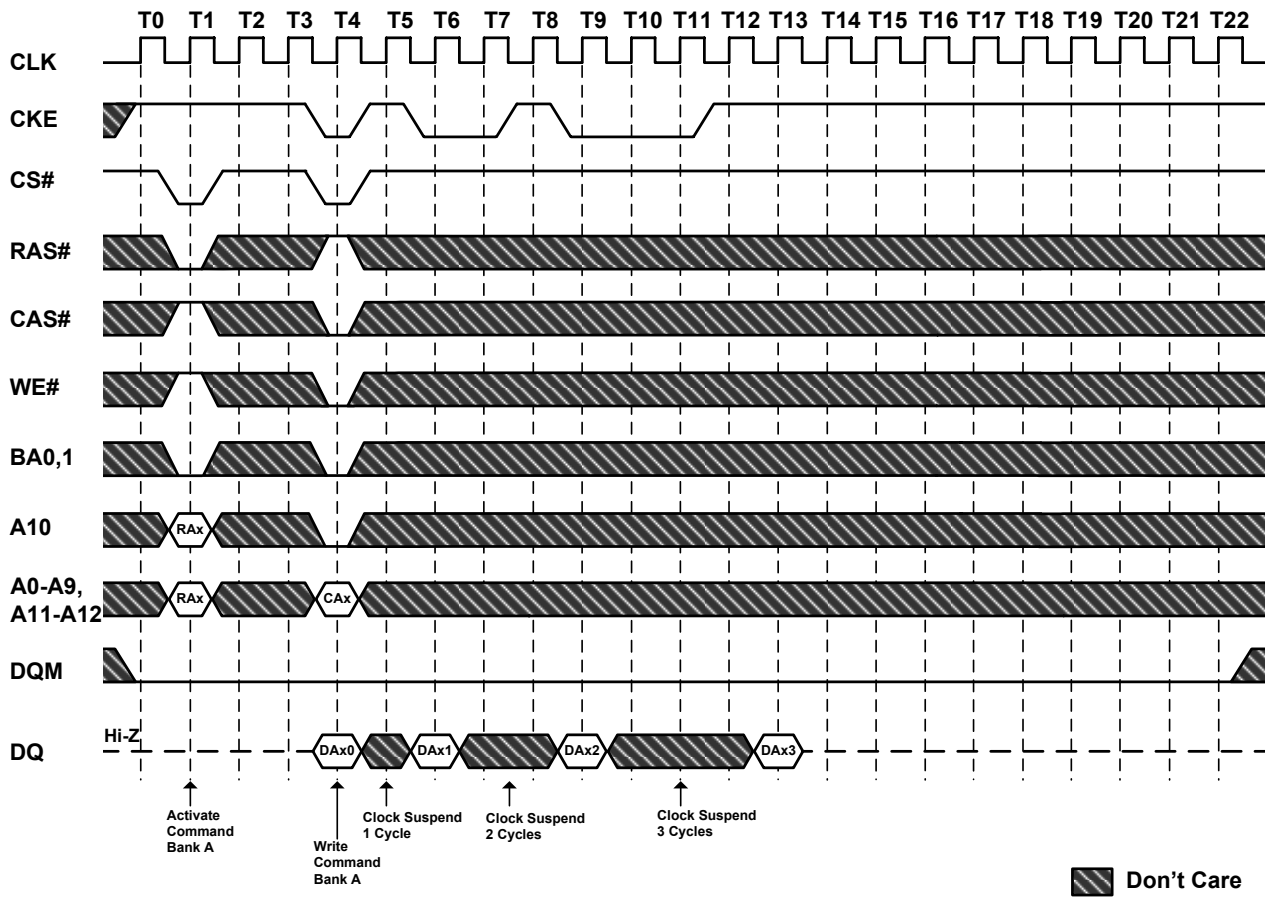 T0 T1 T2 T3 T4 T5 T6 T7 T8 T9 T10 T11 T12 T13 T14 T15 T16 T17 T18 T19 T20 T21 T22
CLK
CKE
CS#
RAS#
CAS#
WE#
BA0,1
A10
RAx
A0-A9,
A11-A12
RAx
CAx
DQM
DQ
Hi-Z
DAx0
DAx1
DAx2
DAx3
Activate
Command
Bank A
Write
Command
Bank A
Clock Suspend
1 Cycle
Clock Suspend
2 Cycles
Clock Suspend
3 Cycles
Don't Care